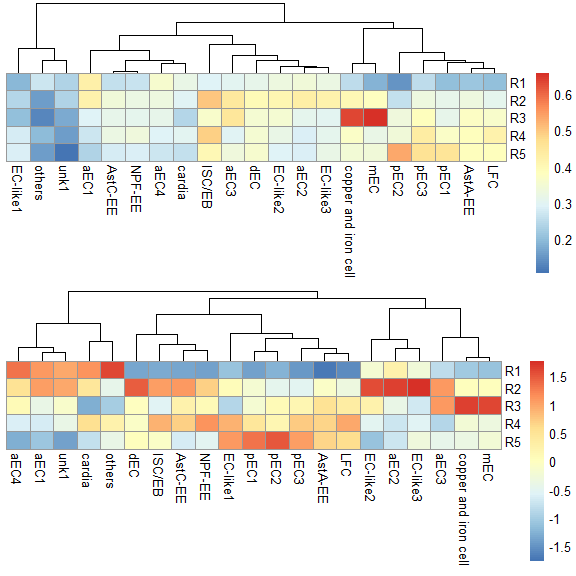 R1
R2
R3
R4
R5
0.6
0.5
0.4
0.3
0.2
EC-like1
others
unk1
aEC1
AstC-EE
NPF-EE
aEC4
cardia
ISC/EB
aEC3
dEC
EC-like2
aEC2
EC-like3
copper and iron cell
mEC
pEC2
pEC3
pEC1
AstA-EE
LFC
R1
R2
R3
R4
R5
1.5
1
0.5
0
-0.5
-1
-1.5
aEC4
aEC1
unk1
cardia
others
dEC
ISC/EB
AstC-EE
NPF-EE
EC-like1
pEC1
pEC2
pEC3
AstA-EE
LFC
EC-like2
aEC2
EC-like3
aEC3
copper and iron cell
mEC